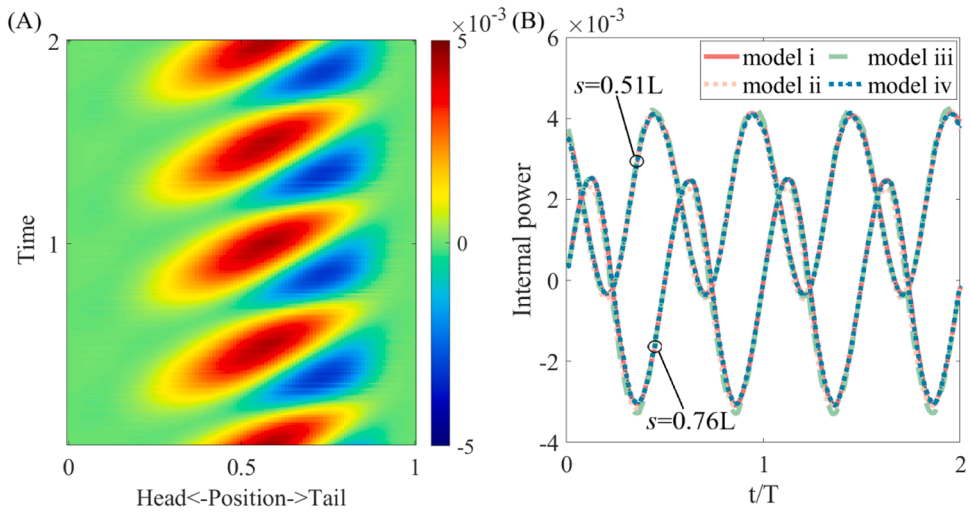 (A)
×10⁻³
2
1
0
Time
0
0.5
1
Head<-Position->Tail
5
0
-5
(B)
×10⁻³
6
4
2
0
-2
-4
Internal power
model i
model iii
model ii
model iv
s=0.51L
s=0.76L
0
1
2
t/T